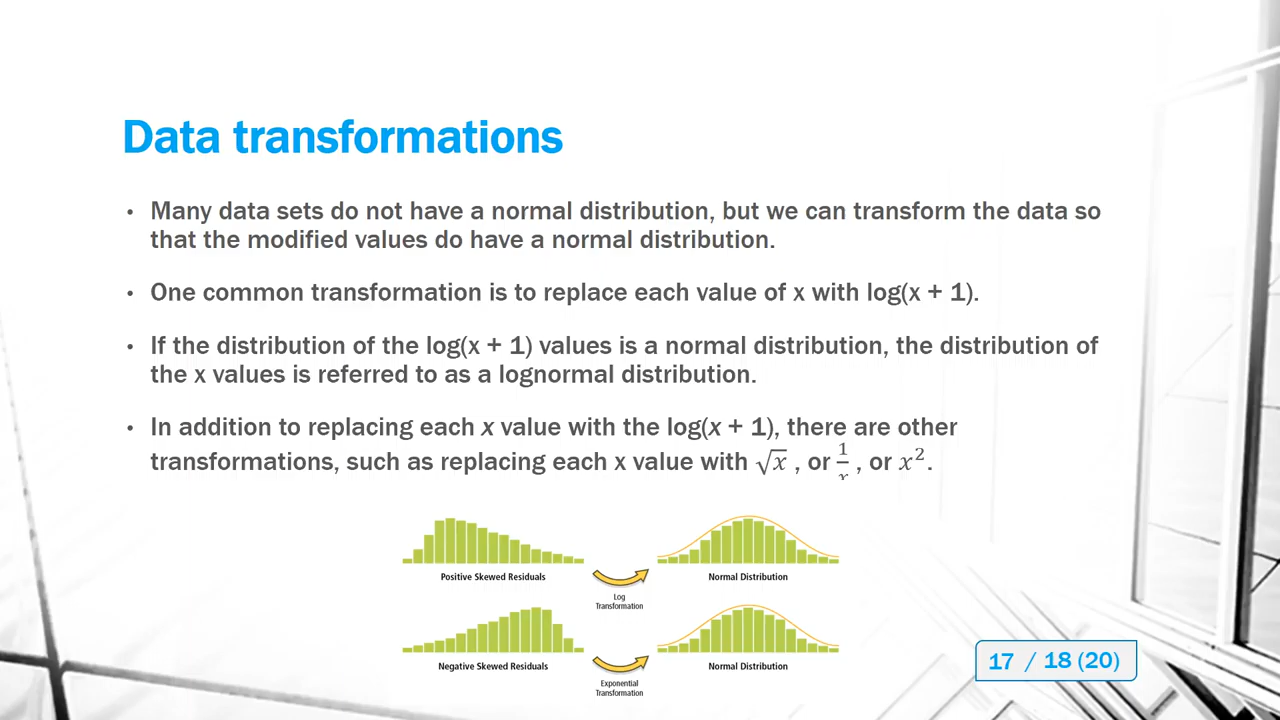 Data transformations
• Many data sets do not have a normal distribution, but we can transform the data so
that the modified values do have a normal distribution.
• One common transformation is to replace each value of x with log(x + 1).
• If the distribution of the log(x + 1) values is a normal distribution, the distribution of
the x values is referred to as a lognormal distribution.
• In addition to replacing each x value with the log(x + 1), there are other
transformations, such as replacing each x value with √x , or 1/x , or x².
Positive Skewed Residuals
Log
Transformation
Normal Distribution
Negative Skewed Residuals
Exponential
Transformation
Normal Distribution
17 / 18 (20)